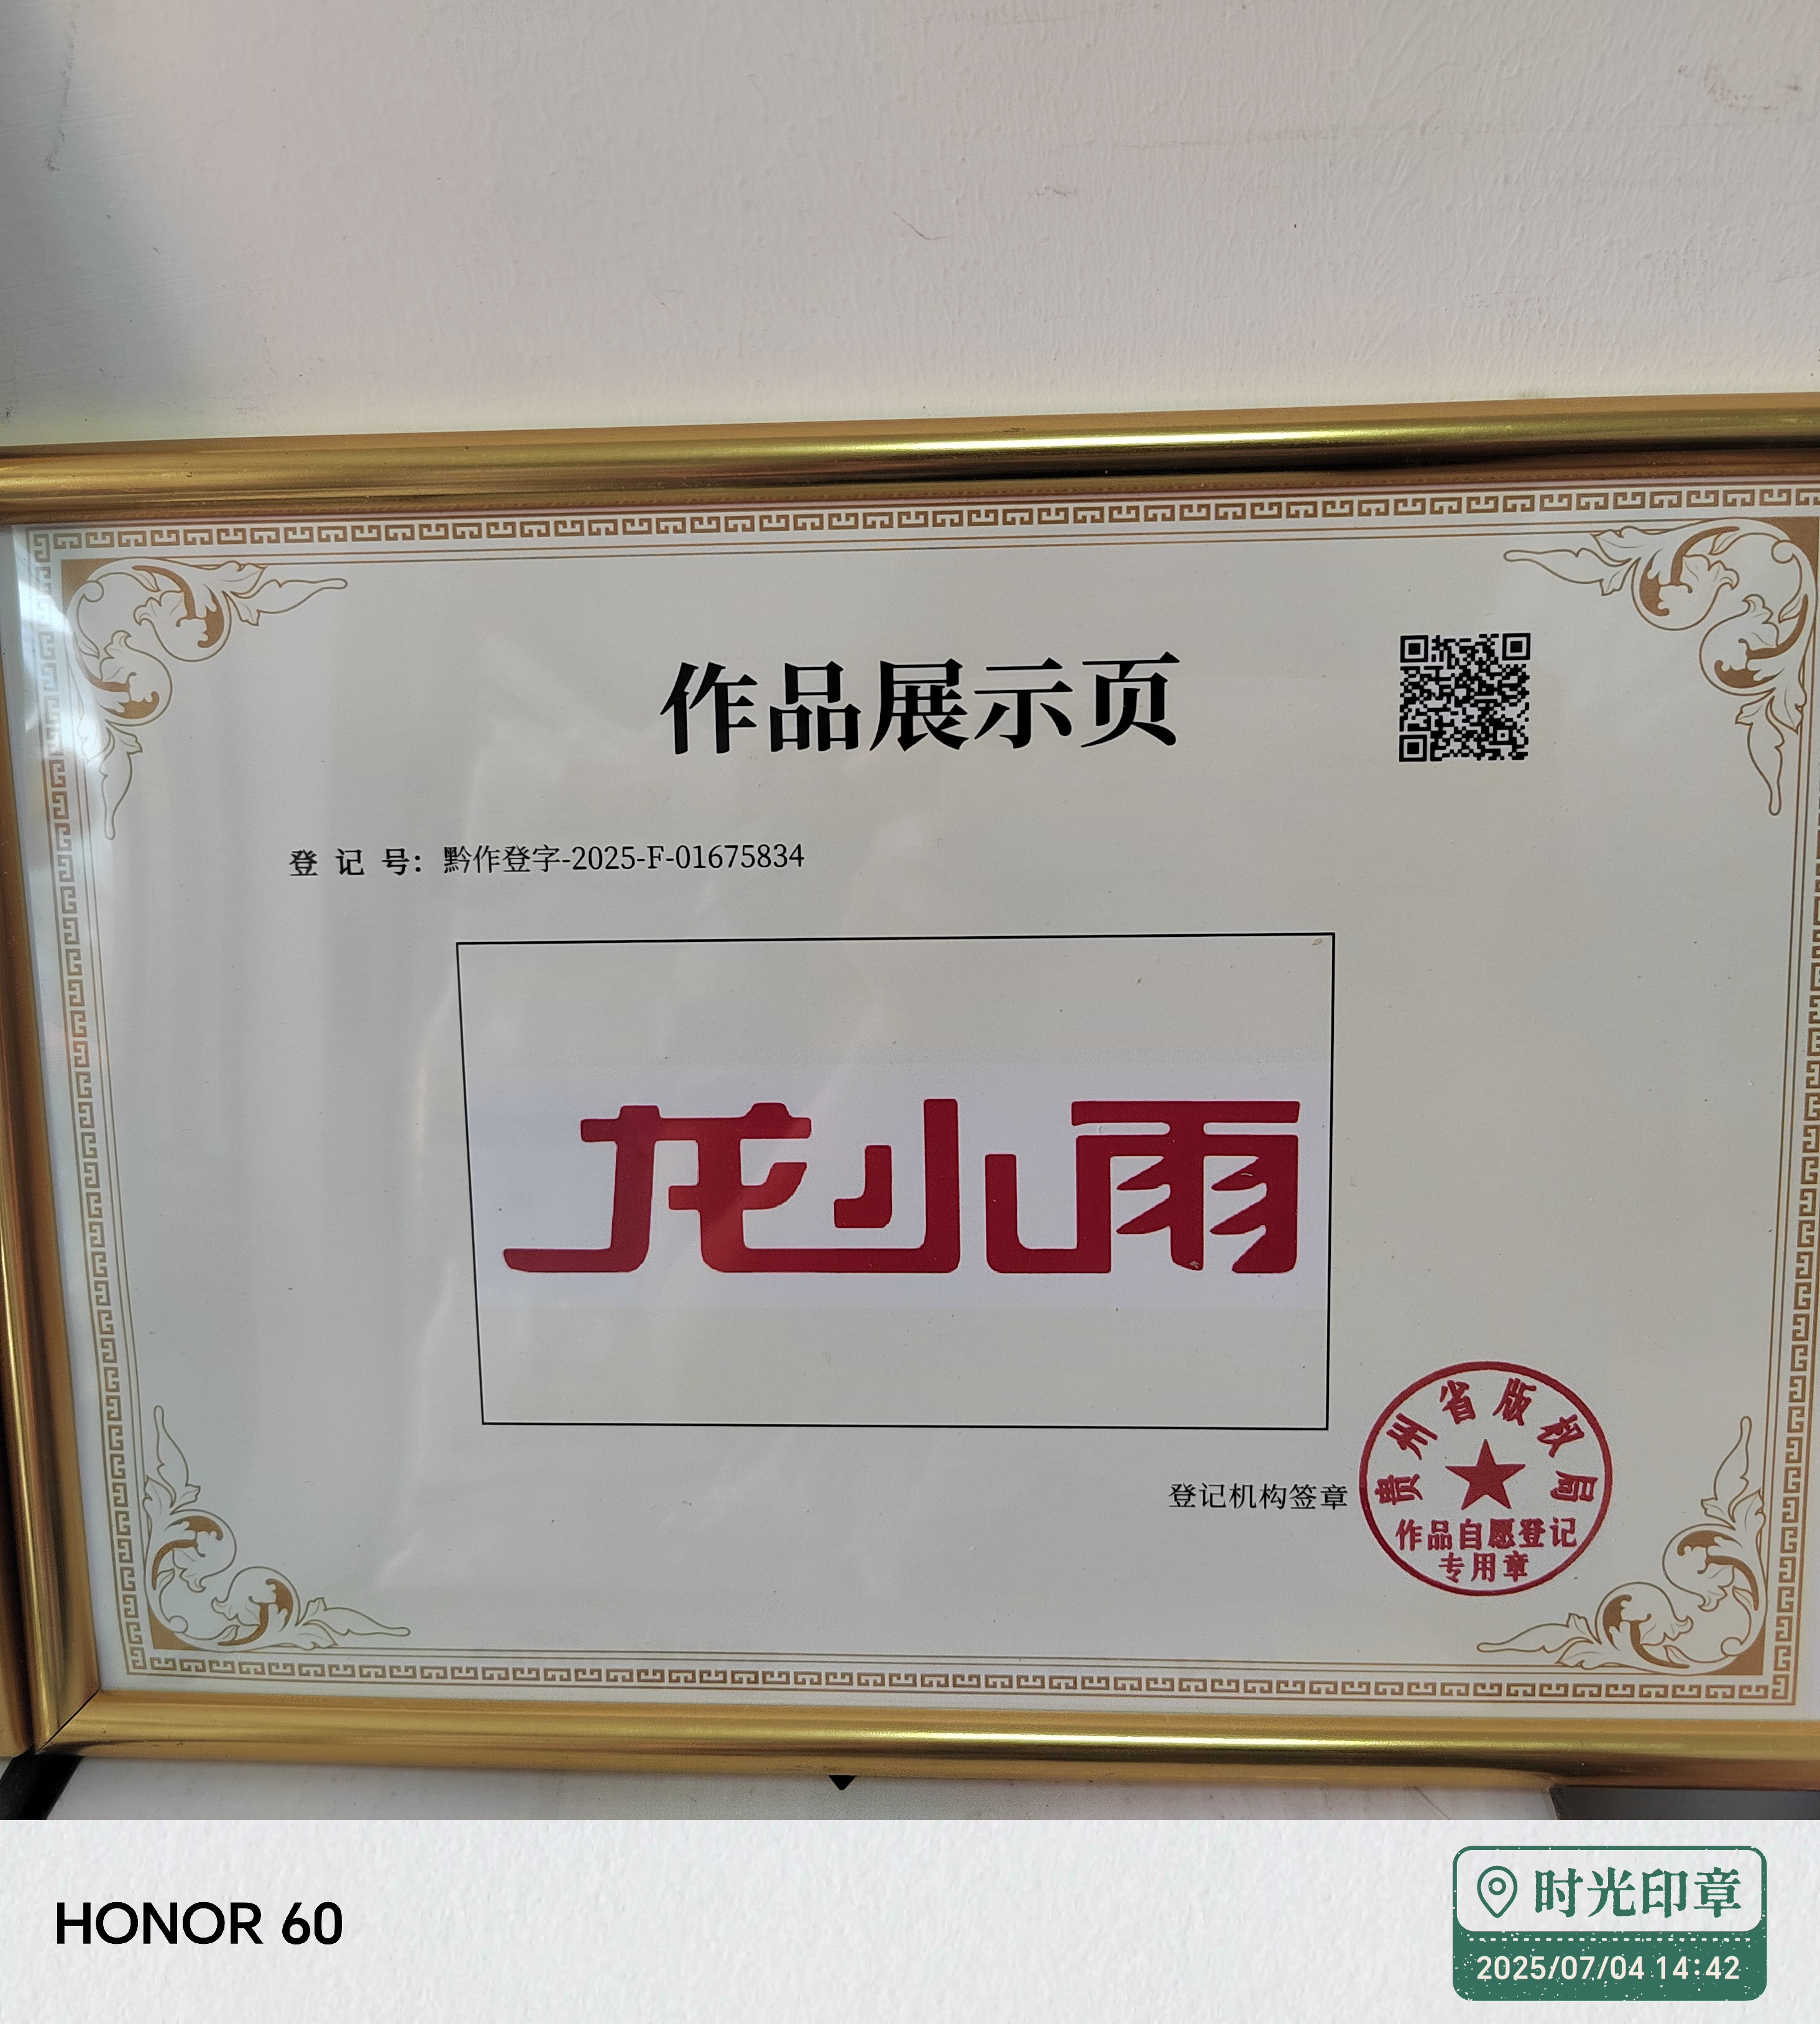 作品展示页
登 记 号：黔作登字-2025-F-01675834
龙小雨
登记机构签章
贵州省版权局
作品自愿登记
专用章
HONOR 60
时光印章
2025/07/04 14:42